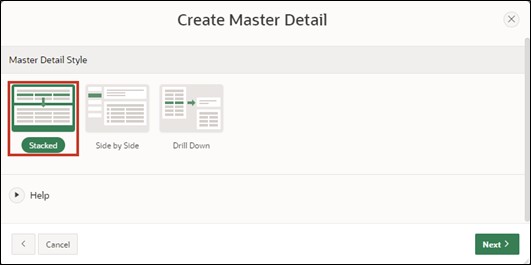 Create Master Detail
Master Detail Style
Stacked
Side by Side
Drill Down
Help
Cancel
Next